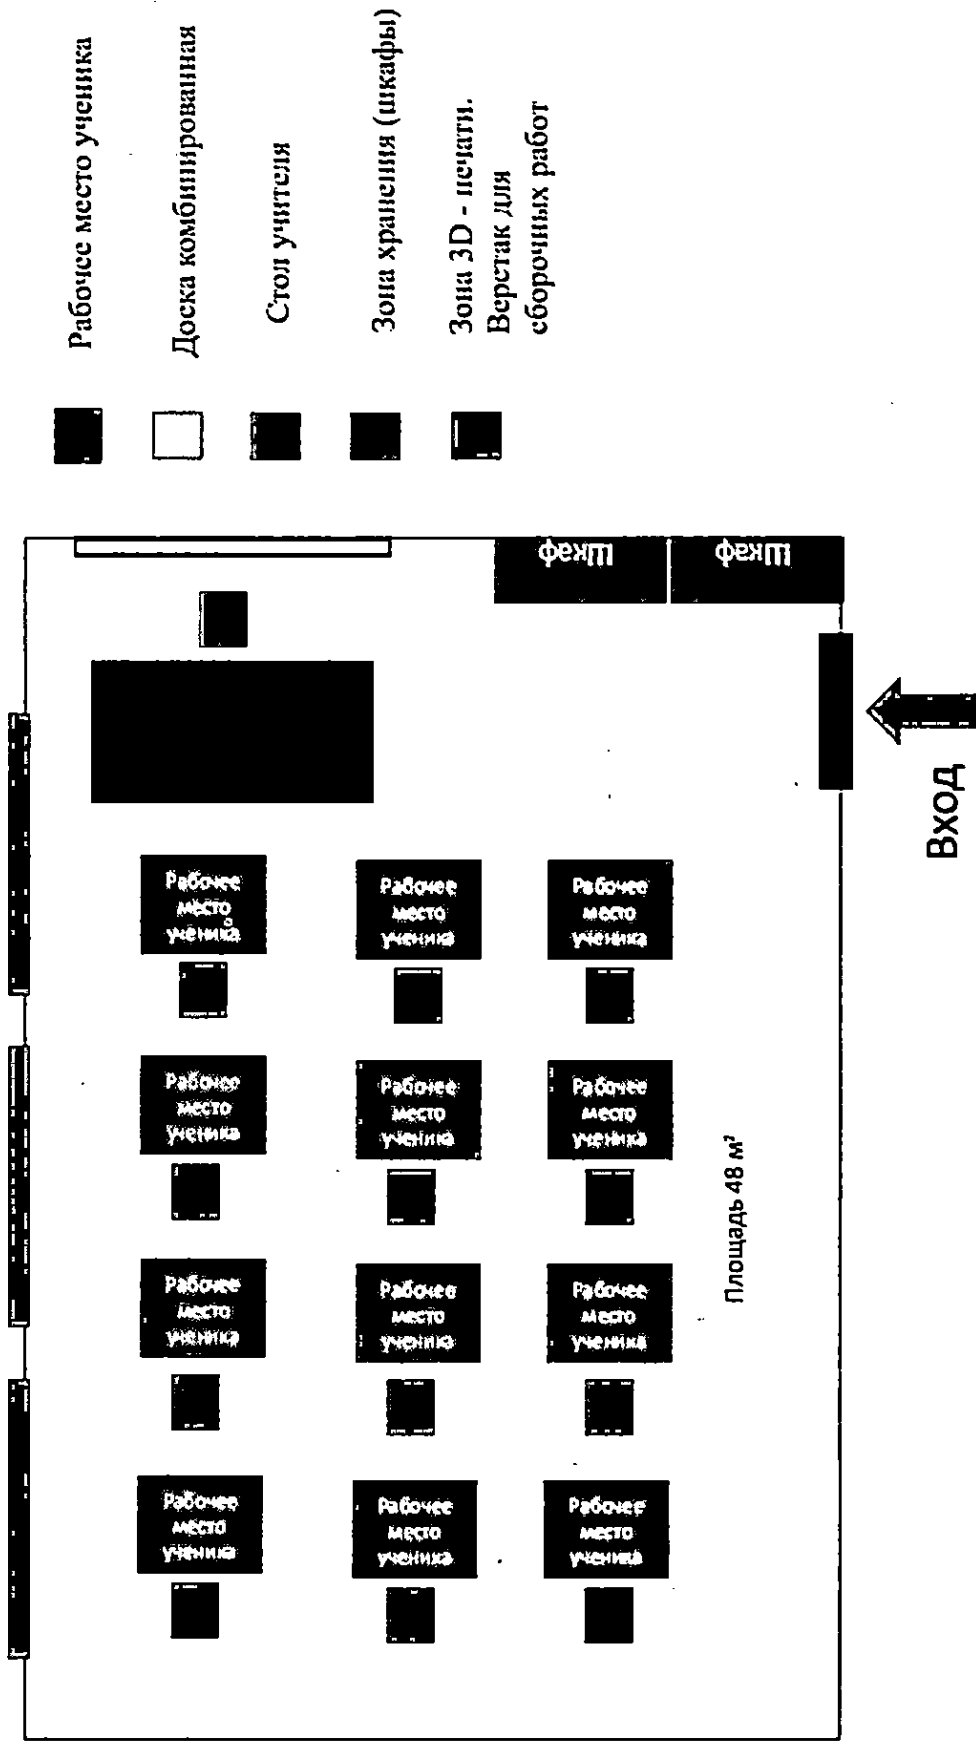 Рабочее место ученика
Доска комбинированная
Стол учителя
Зона хранения (шкафы)
Зона 3D - печати.
Верстак для
сборочных работ
Шкаф
Шкаф
Рабочее
место
ученика
Рабочее
место
ученика
Рабочее
место
ученика
Рабочее
место
ученика
Рабочее
место
ученика
Рабочее
место
ученика
Рабочее
место
ученика
Рабочее
место
ученика
Рабочее
место
ученика
Рабочее
место
ученика
Рабочее
место
ученика
Рабочее
место
ученика
Площадь 48 м²
Вход